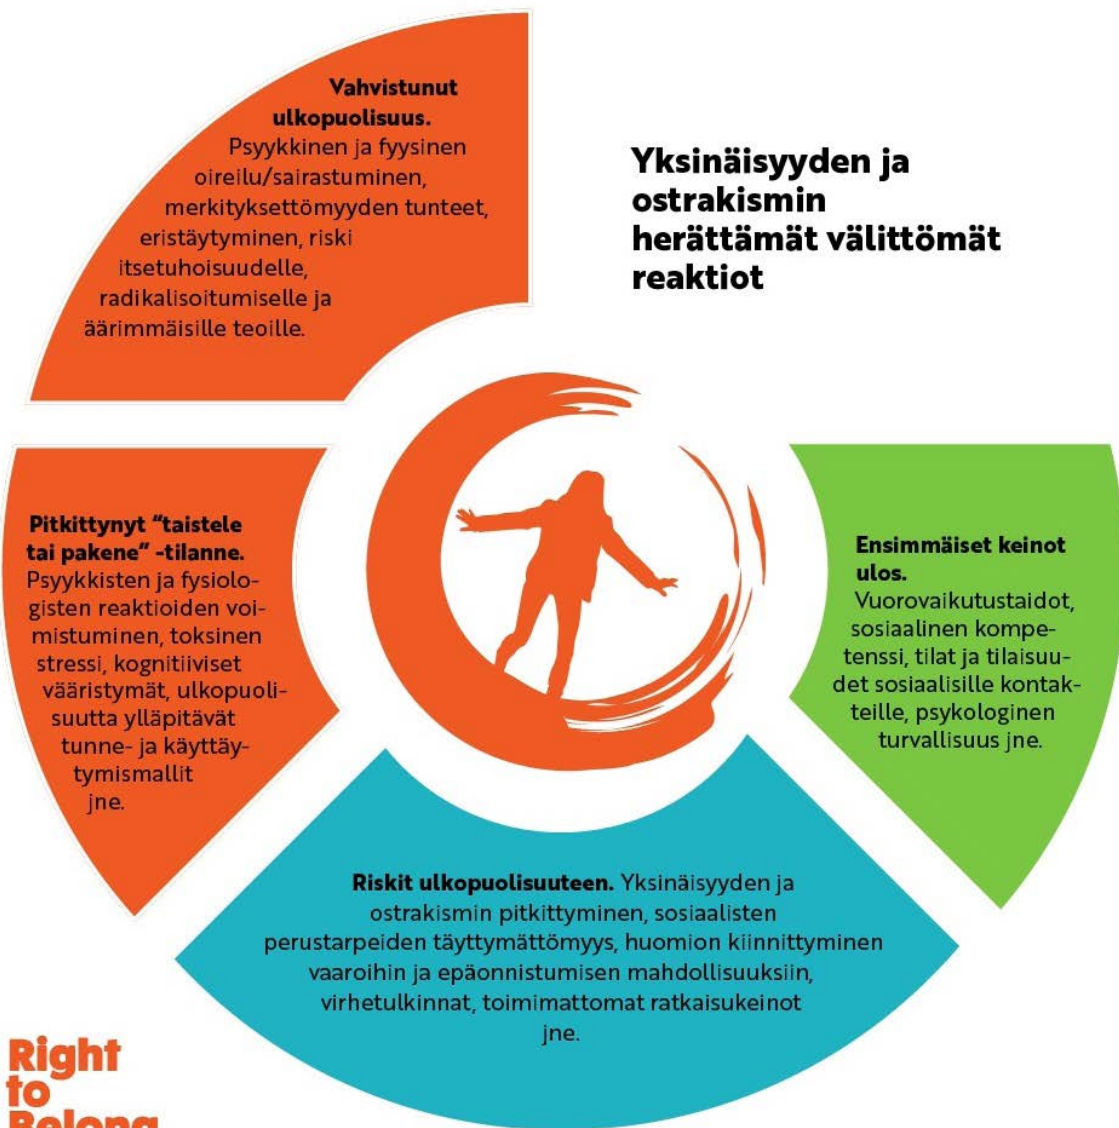 Yksinäisyyden ja
ostrakismin
herättämät välittömät
reaktiot
Ensimmäiset keinot
ulos.
Vuorovaikutustaidot,
sosiaalinen kompe-
tenssi, tilat ja tilaisuu-
det sosiaalisille kontak-
teille, psykologinen
turvallisuus jne.
Riskit ulkopuolisuuteen. Yksinäisyyden ja
ostrakismin pitkittyminen, sosiaalisten
perustarpeiden täyttymättömyys, huomion kiinnittyminen
vaaroihin ja epäonnistumisen mahdollisuuksiin,
virhetulkinnat, toimimattomat ratkaisukeinot
jne.
Pitkittynyt "taistele
tai pakene" -tilanne.
Psyykkisten ja fysiolo-
gisten reaktioiden voi-
mistuminen, toksinen
stressi, kognitiiviset
vääristymät, ulkopuoli-
suutta ylläpitävät
tunne- ja käyttäy-
tymismallit
jne.
Vahvistunut
ulkopuolisuus.
Psyykkinen ja fyysinen
oireilu/sairastuminen,
merkityksettömyyden tunteet,
eristäytyminen, riski
itsetuhoisuudelle,
radikalisoitumiselle ja
äärimmäisille teoille.
Right
to
Belong